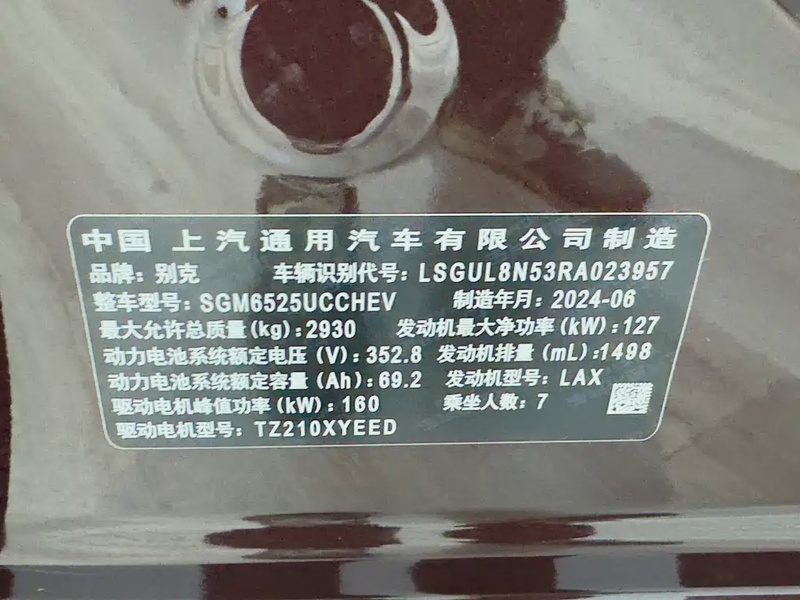 中国 上汽通用汽车有限公司制造
品牌：别克 车辆识别代号：LSGUL8N53RA023957
整车型号：SGM6525UCCHEV 制造年月：2024-06
最大允许总质量(kg)：2930 发动机最大净功率(kW)：127
动力电池系统额定电压(V)：352.8 发动机排量(mL)：1498
动力电池系统额定容量(Ah)：69.2 发动机型号：LAX
驱动电机峰值功率(kW)：160 乘坐人数：7
驱动电机型号：TZ210XYEED